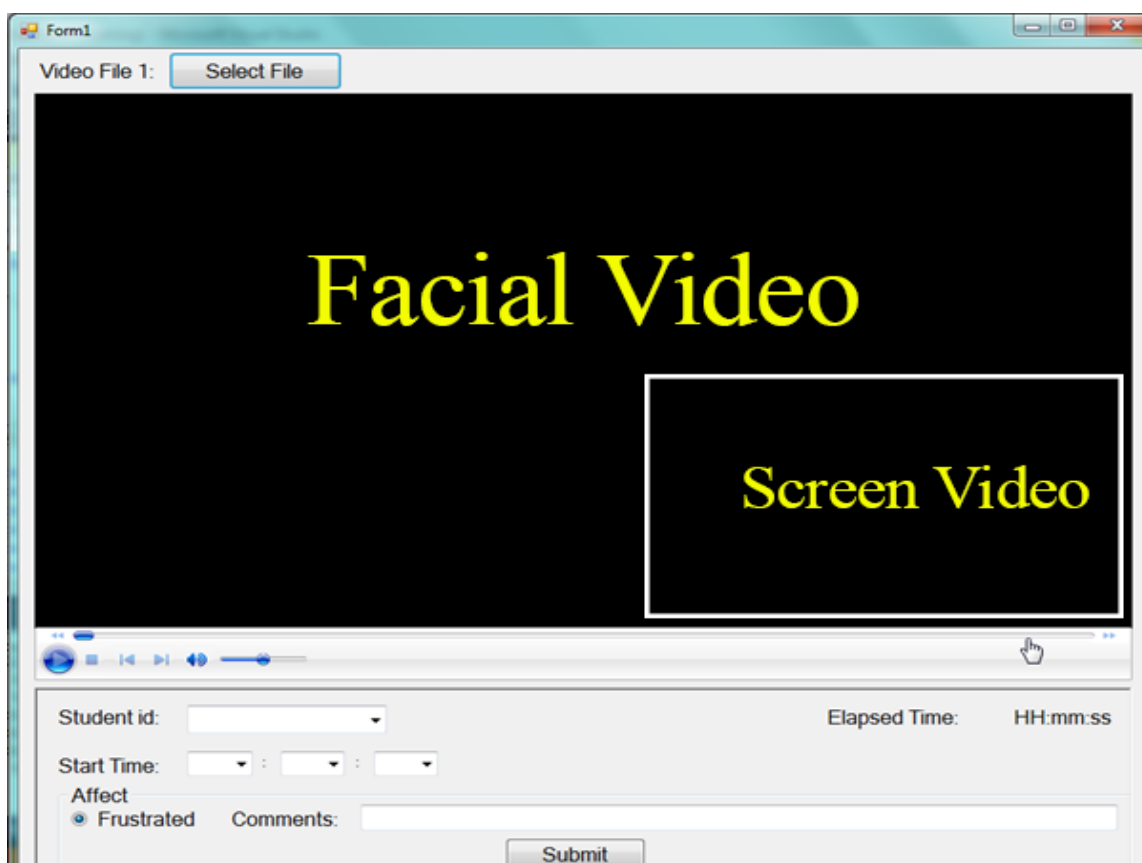 Form1
Video File 1: Select File
Facial Video
Screen Video
Student id: Elapsed Time: HH:mm:ss
Start Time: : :
Affect
Frustrated Comments:
Submit